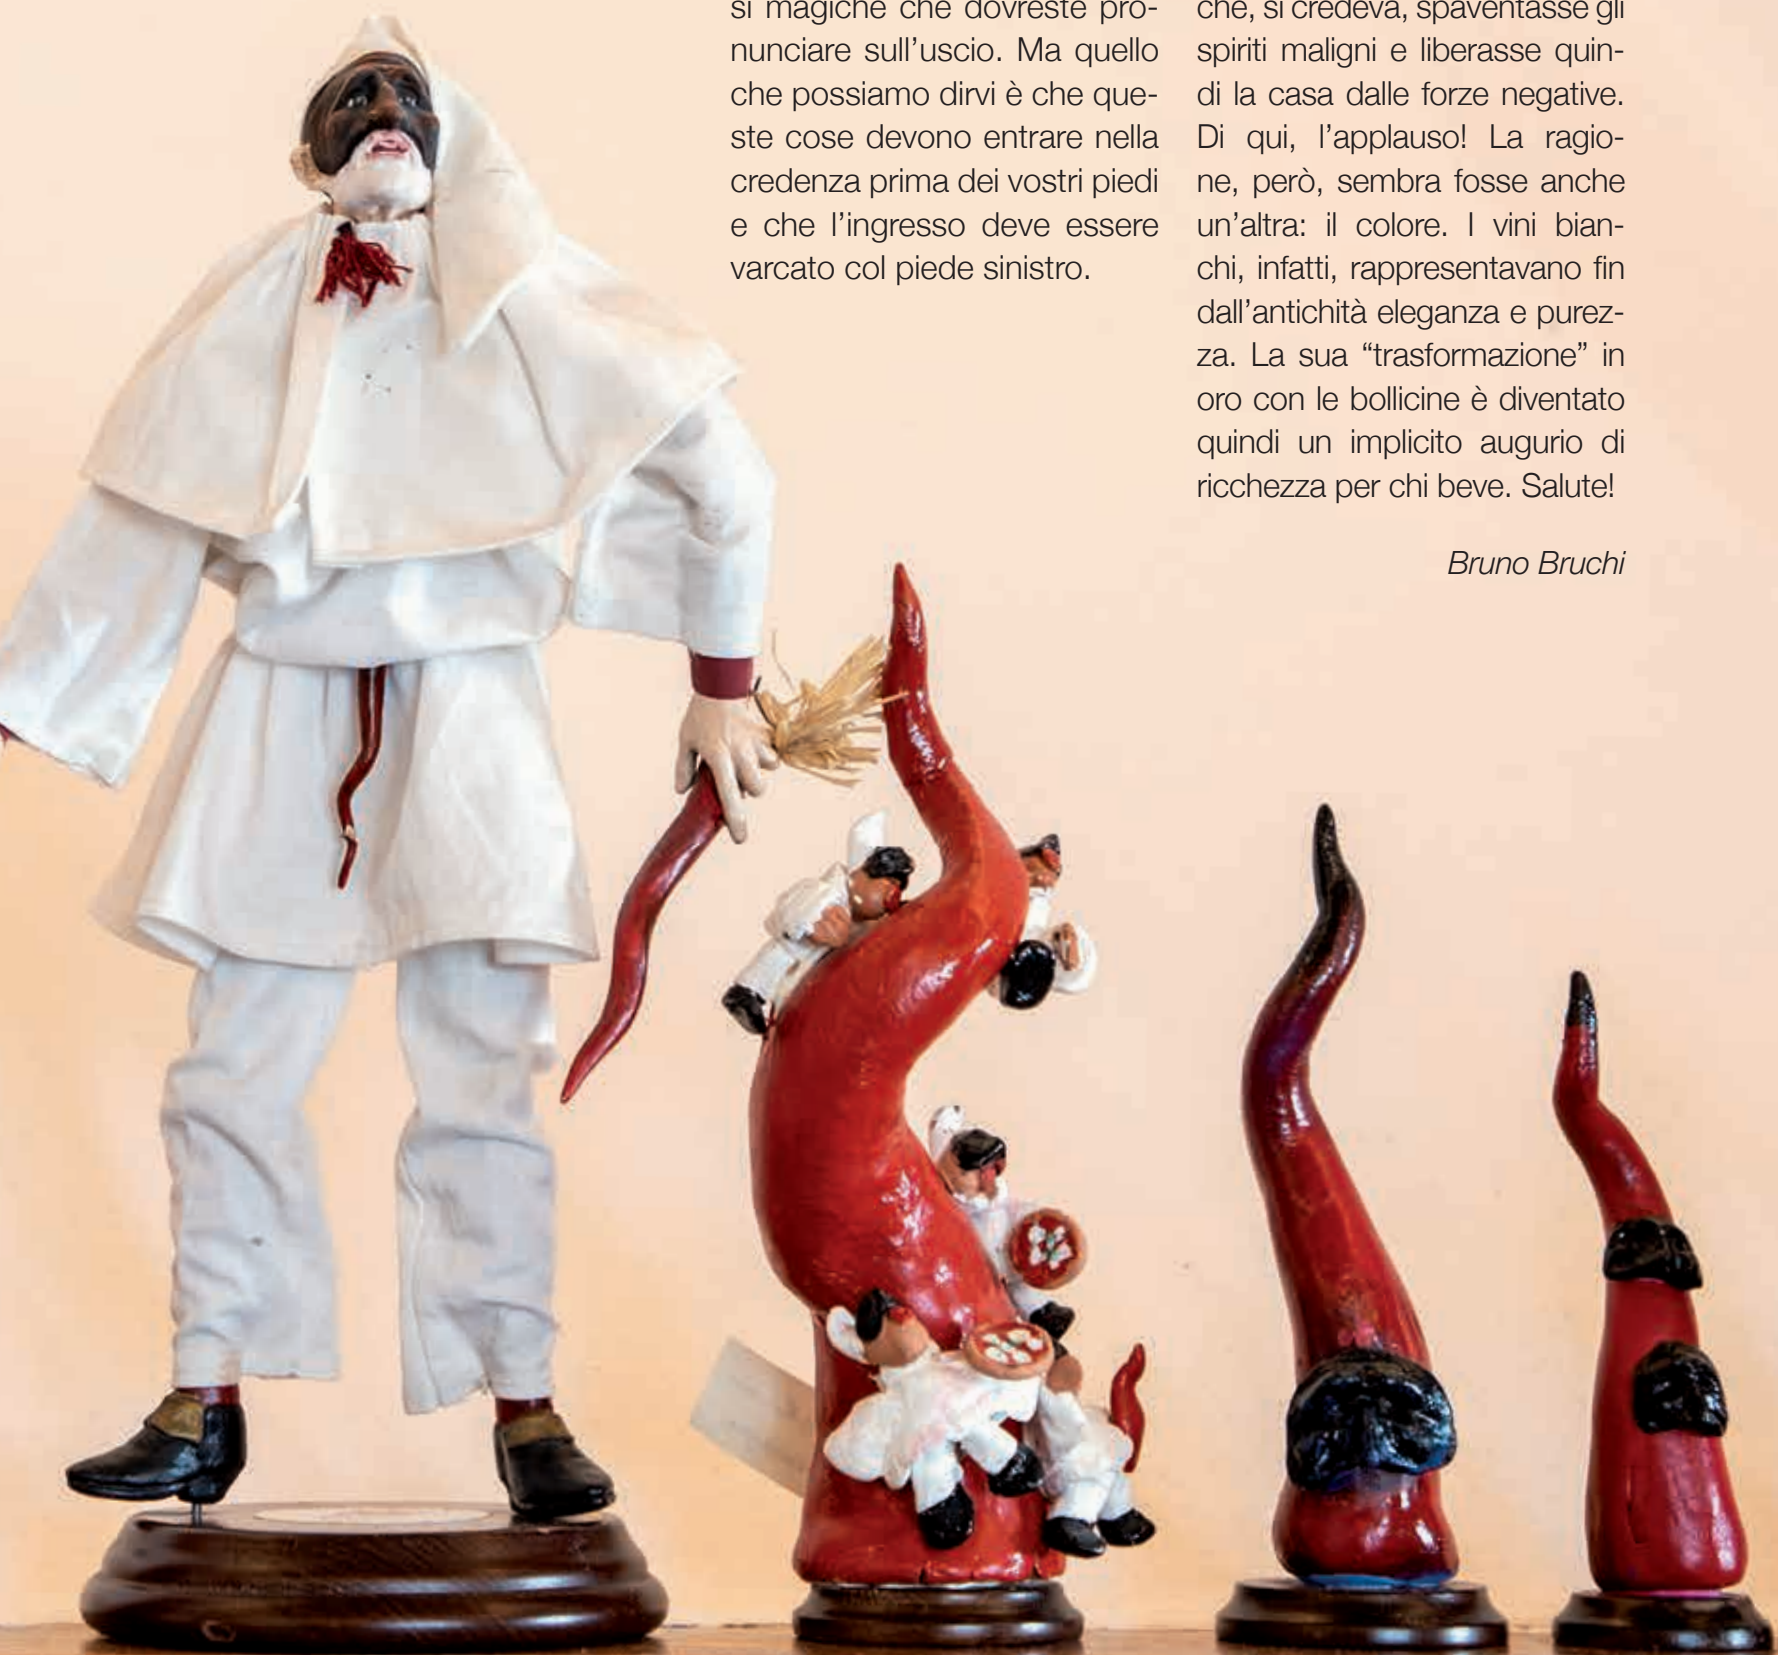 si magiche che dovreste pro-
nunciare sull'uscio. Ma quello
che possiamo dirvi è che que-
ste cose devono entrare nella
credenza prima dei vostri piedi
e che l'ingresso deve essere
varcato col piede sinistro.
che, si credeva, spaventasse gli
spiriti maligni e liberasse quin-
di la casa dalle forze negative.
Di qui, l'applauso! La ragio-
ne, però, sembra fosse anche
un'altra: il colore. I vini bian-
chi, infatti, rappresentavano fin
dall'antichità eleganza e purez-
za. La sua “trasformazione” in
oro con le bollicine è diventato
quindi un implicito augurio di
ricchezza per chi beve. Salute!
Bruno Bruchi